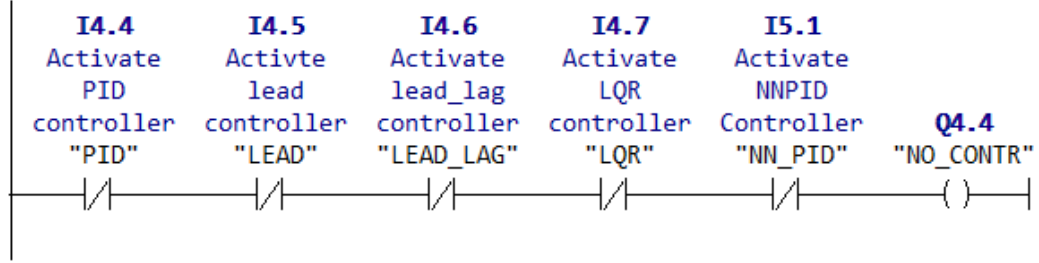 I4.4 I4.5 I4.6 I4.7 I5.1
Activate Activte Activate Activate Activate
PID lead lead_lag LQR NNPID
controller controller controller controller Controller Q4.4
"PID" "LEAD" "LEAD_LAG" "LQR" "NN_PID" "NO_CONTR"